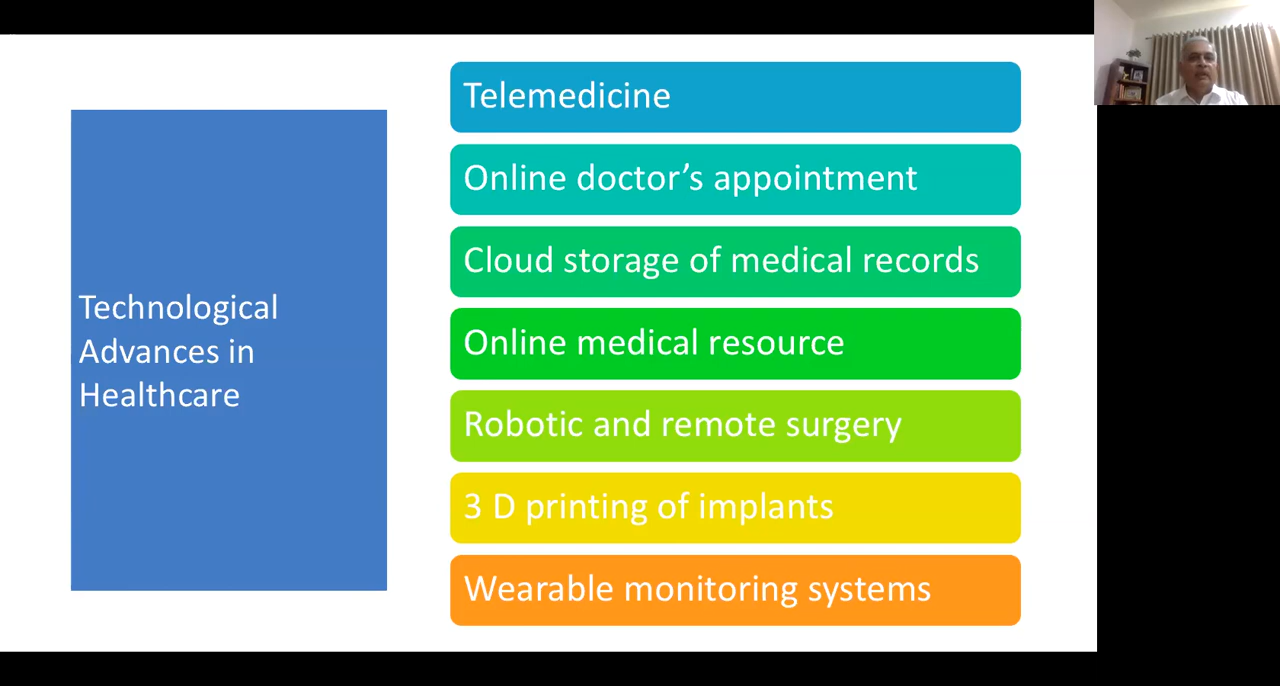 Technological
Advances in
Healthcare
Telemedicine
Online doctor’s appointment
Cloud storage of medical records
Online medical resource
Robotic and remote surgery
3 D printing of implants
Wearable monitoring systems